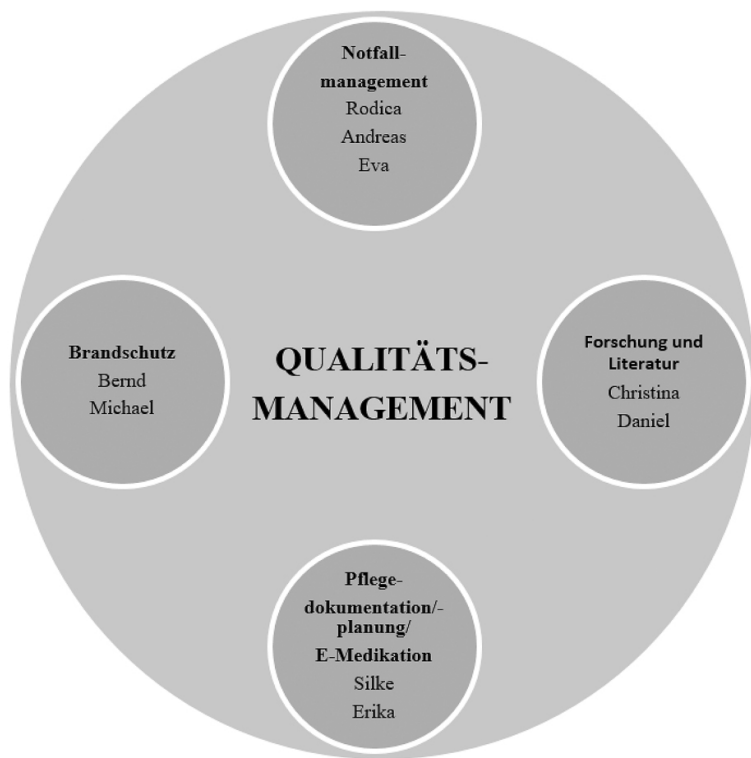 Notfall-
management
Rodica
Andreas
Eva
Brandschutz
Bernd
Michael
QUALITÄTS-
MANAGEMENT
Forschung und
Literatur
Christina
Daniel
Pflege-
dokumentation/-
planung/
E-Medikation
Silke
Erika